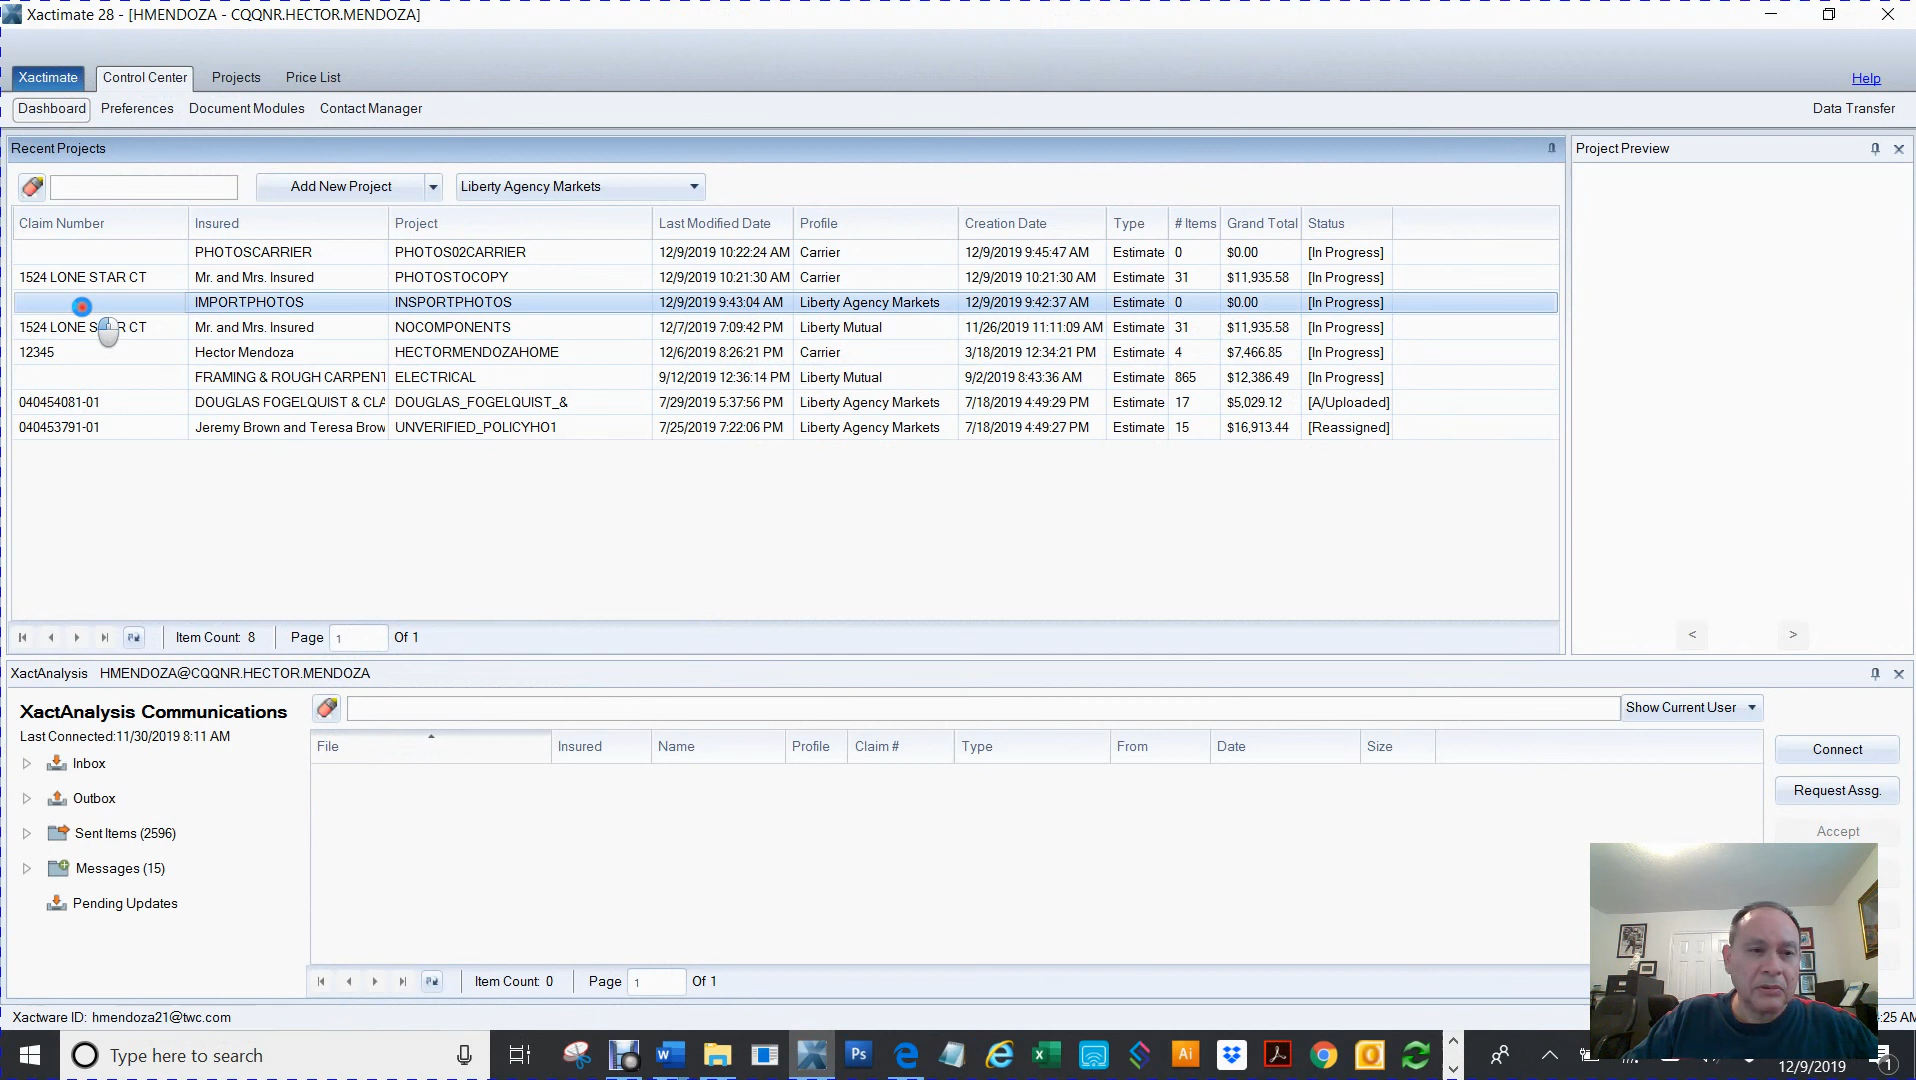 Xactimate 28 - [HMENDOZA - CQQNR.HECTOR.MENDOZA]
Xactimate Control Center Projects Price List Help
Dashboard Preferences Document Modules Contact Manager Data Transfer
Recent Projects Project Preview
Add New Project Liberty Agency Markets
Claim Number Insured Project Last Modified Date Profile Creation Date Type # Items Grand Total Status
PHOTOSCARRIER PHOTOS02CARRIER 12/9/2019 10:22:24 AM Carrier 12/9/2019 9:45:47 AM Estimate 0 $0.00 [In Progress]
1524 LONE STAR CT Mr. and Mrs. Insured PHOTOSTOCOPY 12/9/2019 10:21:30 AM Carrier 12/9/2019 10:21:30 AM Estimate 31 $11,935.58 [In Progress]
IMPORTPHOTOS INSPORTPHOTOS 12/9/2019 9:43:04 AM Liberty Agency Markets 12/9/2019 9:42:37 AM Estimate 0 $0.00 [In Progress]
1524 LONE S R CT Mr. and Mrs. Insured NOCOMPONENTS 12/7/2019 7:09:42 PM Liberty Mutual 11/26/2019 11:11:09 AM Estimate 31 $11,935.58 [In Progress]
12345 Hector Mendoza HECTORMENDOZAHOME 12/6/2019 8:26:21 PM Carrier 3/18/2019 12:34:21 PM Estimate 4 $7,466.85 [In Progress]
FRAMING & ROUGH CARPENT ELECTRICAL 9/12/2019 12:36:14 PM Liberty Mutual 9/2/2019 8:43:36 AM Estimate 865 $12,386.49 [In Progress]
040454081-01 DOUGLAS FOGELQUIST & CLA DOUGLAS_FOGELQUIST_& 7/29/2019 5:37:56 PM Liberty Agency Markets 7/18/2019 4:49:29 PM Estimate 17 $5,029.12 [A/Uploaded]
040453791-01 Jeremy Brown and Teresa Brow UNVERIFIED_POLICYHO1 7/25/2019 7:22:06 PM Liberty Agency Markets 7/18/2019 4:49:27 PM Estimate 15 $16,913.44 [Reassigned]
Item Count: 8 Page 1 Of 1 < >
XactAnalysis HMENDOZA@CQQNR.HECTOR.MENDOZA
XactAnalysis Communications Show Current User
Last Connected:11/30/2019 8:11 AM
File Insured Name Profile Claim # Type From Date Size Connect
Inbox
Outbox Request Assg.
Sent Items (2596) Accept
Messages (15)
Pending Updates
Item Count: 0 Page 1 Of 1
Xactware ID: hmendoza21@twc.com :25 AM
Type here to search
12/9/2019 1